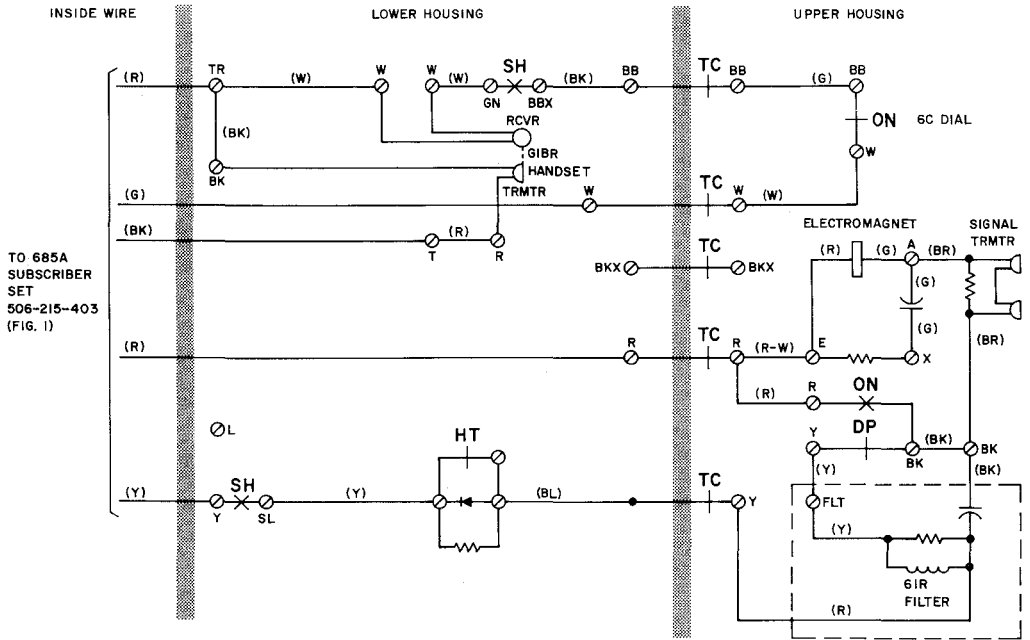 INSIDE WIRE
LOWER HOUSING
UPPER HOUSING
(R)
TR
(W)
W
W
(W)
SH
(BK)
BB
TC
BB
(G)
BB
GN
BBX
RCVR
ON
6C DIAL
(BK)
GIBR
W
BK
HANDSET
TRMTR
(G)
W
TC
W
(W)
(BK)
(R)
T
R
ELECTROMAGNET
SIGNAL
TRMTR
TC
(R)
(G)
A
(BR)
BKX
BKX
(G)
TO 685A
SUBSCRIBER
SET
506-215-403
(FIG. 1)
(G)
(BR)
(R)
R
TC
R
(R-W)
E
X
(R)
R
ON
L
HT
Y
DP
(BK)
BK
BK
(BK)
(Y)
(Y)
SH
(Y)
(BL)
TC
Y
FLT
Y
SL
(Y)
61R
FILTER
(R)